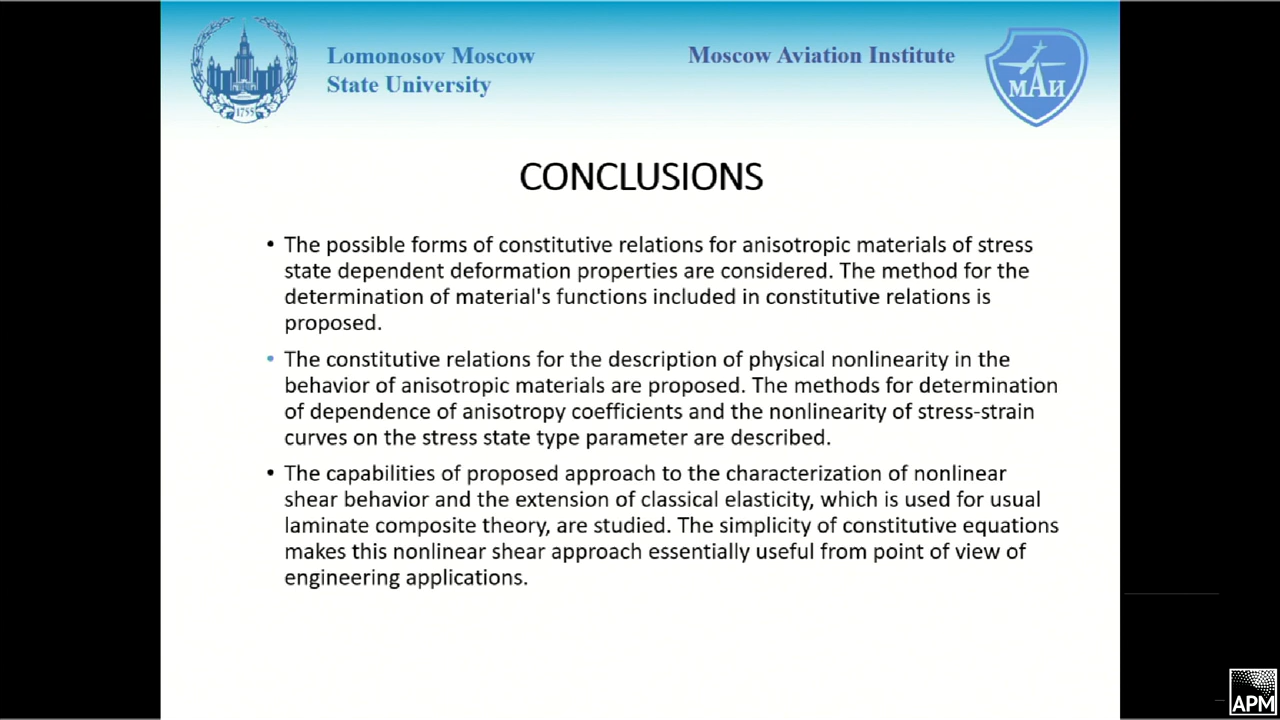 Lomonosov Moscow
State University
Moscow Aviation Institute
1755
МАИ
CONCLUSIONS
• The possible forms of constitutive relations for anisotropic materials of stress
state dependent deformation properties are considered. The method for the
determination of material's functions included in constitutive relations is
proposed.
• The constitutive relations for the description of physical nonlinearity in the
behavior of anisotropic materials are proposed. The methods for determination
of dependence of anisotropy coefficients and the nonlinearity of stress-strain
curves on the stress state type parameter are described.
• The capabilities of proposed approach to the characterization of nonlinear
shear behavior and the extension of classical elasticity, which is used for usual
laminate composite theory, are studied. The simplicity of constitutive equations
makes this nonlinear shear approach essentially useful from point of view of
engineering applications.
APM